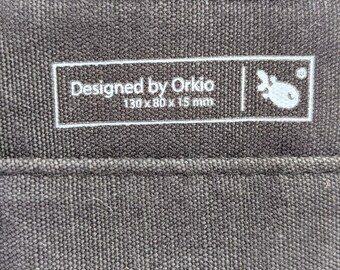 Designed by Orkio
130 x 80 x 15 mm